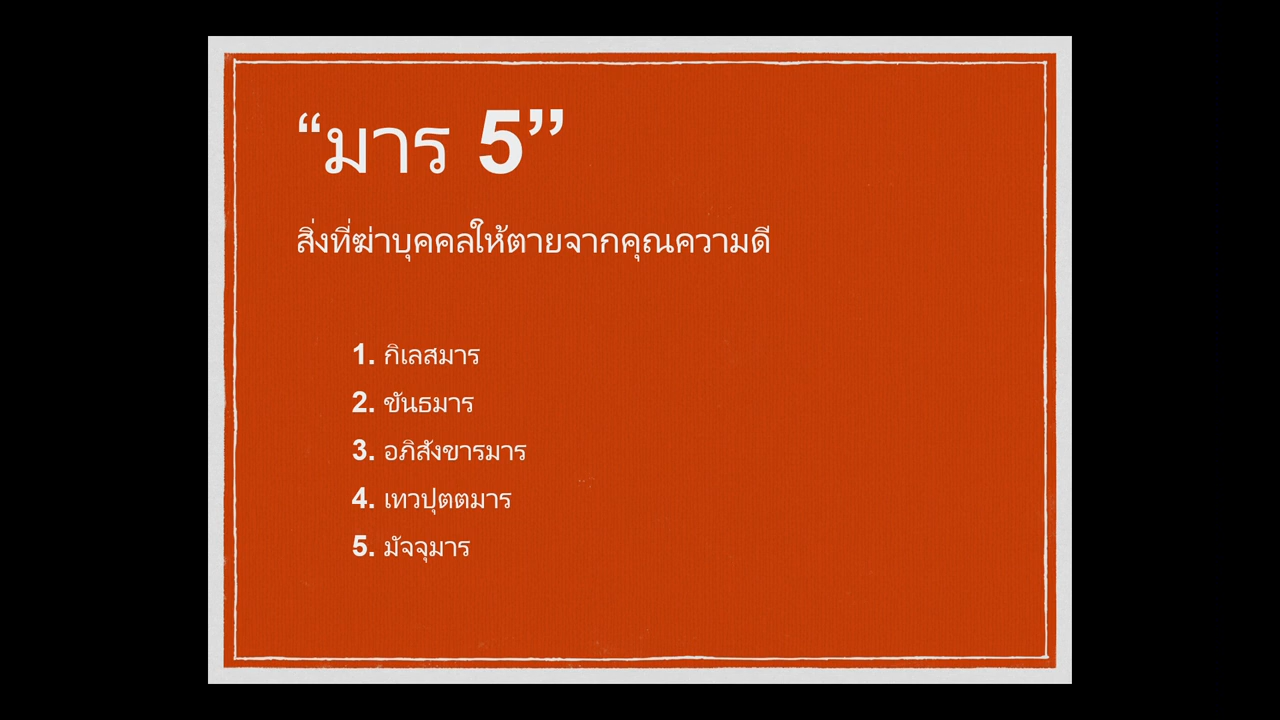 “มาร 5”
สิ่งที่ฆ่าบุคคลให้ตายจากคุณความดี
1. กิเลสมาร
2. ขันธมาร
3. อภิสังขารมาร
4. เทวปุตตมาร
5. มัจจุมาร